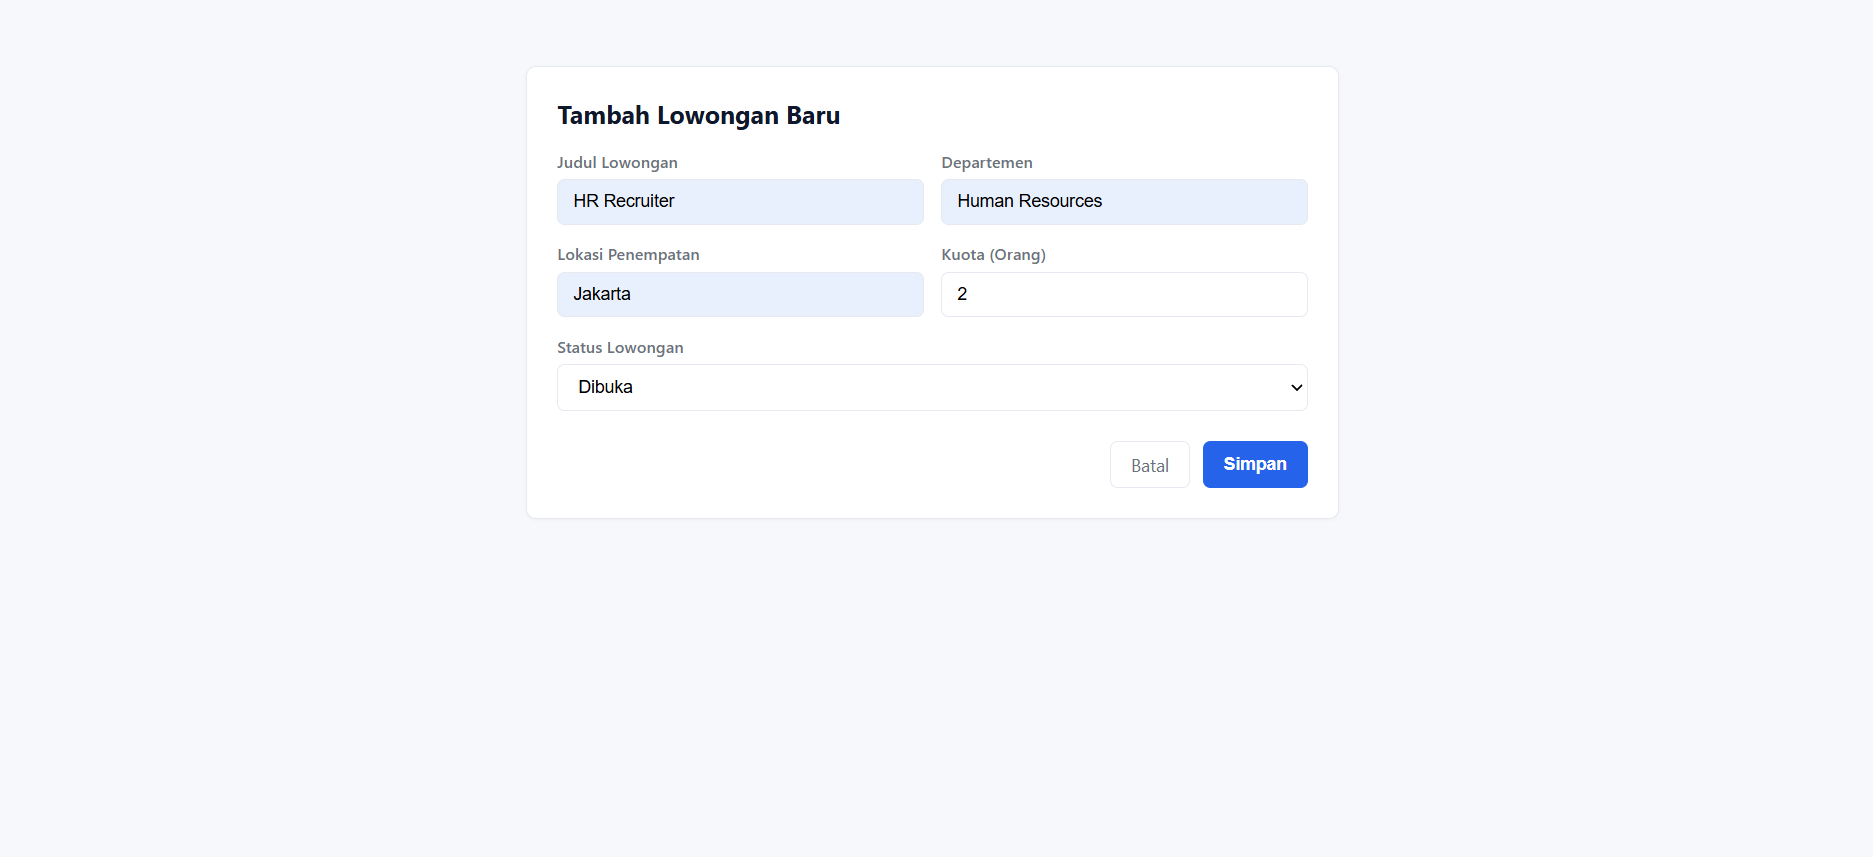 Tambah Lowongan Baru
Judul Lowongan
Departemen
HR Recruiter
Human Resources
Lokasi Penempatan
Kuota (Orang)
Jakarta
2
Status Lowongan
Dibuka
Batal
Simpan